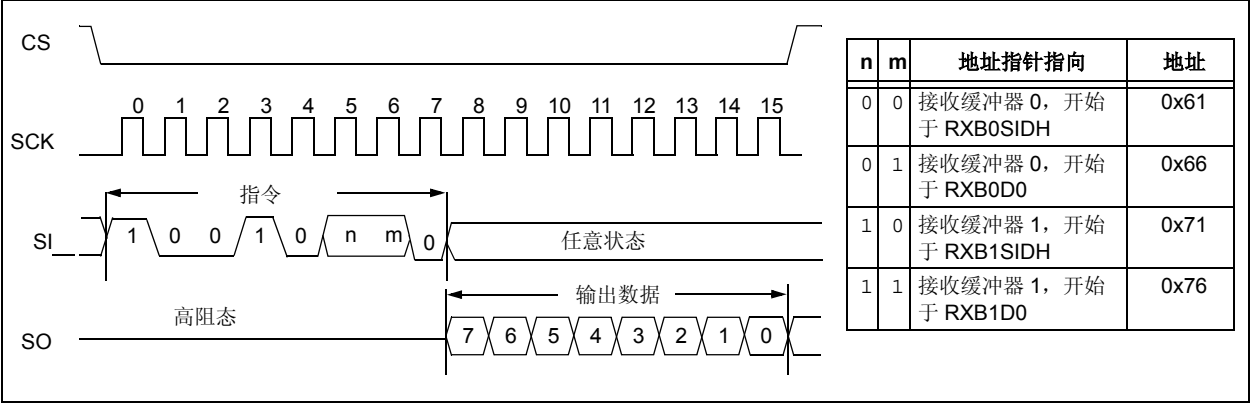 CS
0 1 2 3 4 5 6 7 8 9 10 11 12 13 14 15
SCK
指令
SI 1 0 0 1 0 n m 0 任意状态
输出数据
高阻态
SO 7 6 5 4 3 2 1 0
n m 地址指针指向 地址
0 0 接收缓冲器 0，开始 0x61
于 RXB0SIDH
0 1 接收缓冲器 0，开始 0x66
于 RXB0D0
1 0 接收缓冲器 1，开始 0x71
于 RXB1SIDH
1 1 接收缓冲器 1，开始 0x76
于 RXB1D0